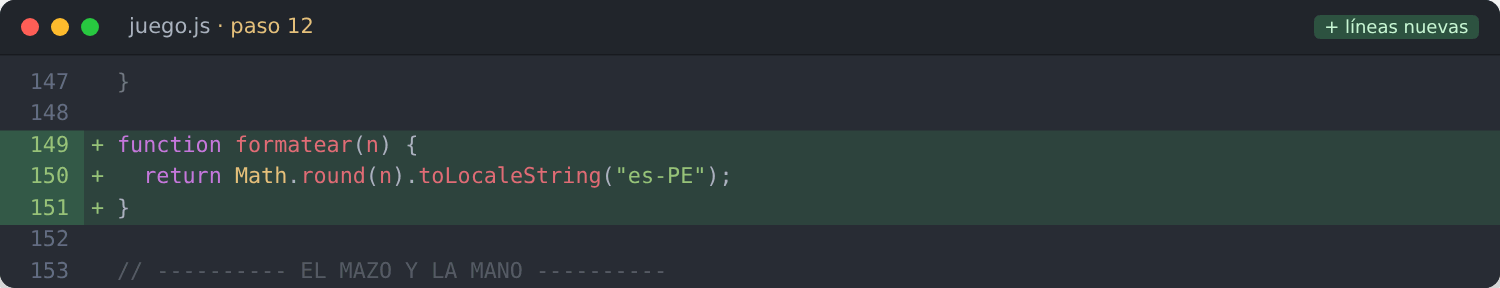 juego.js · paso 12
+ líneas nuevas
147 }
148
149 + function formatear(n) {
150 +   return Math.round(n).toLocaleString("es-PE");
151 + }
152
153 // ---------- EL MAZO Y LA MANO ----------